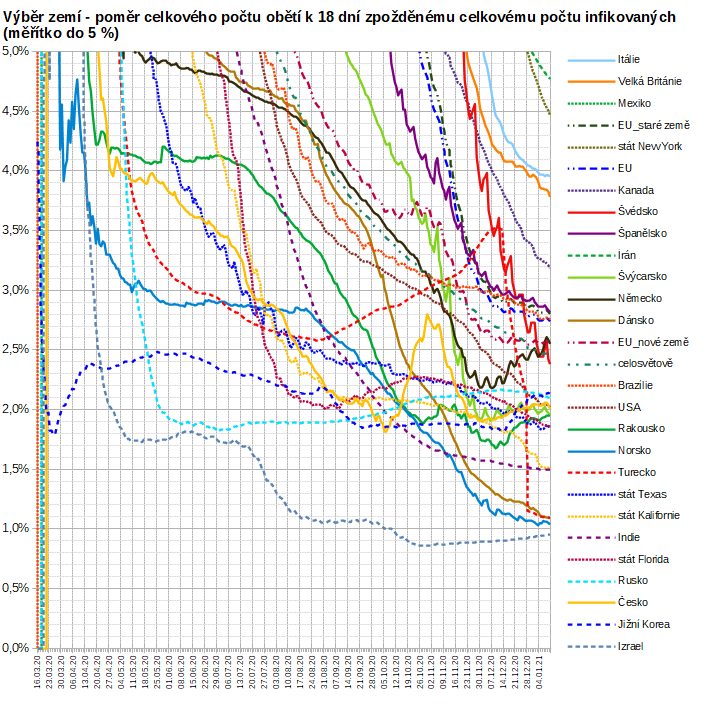 Výběr zemí - poměr celkového počtu obětí k 18 dní zpožděnému celkovému počtu infikovaných
(měřítko do 5 %)
5,0%
4,5%
4,0%
3,5%
3,0%
2,5%
2,0%
1,5%
1,0%
0,5%
0,0%
16.03.20
23.03.20
30.03.20
06.04.20
13.04.20
20.04.20
27.04.20
04.05.20
11.05.20
18.05.20
25.05.20
01.06.20
08.06.20
15.06.20
22.06.20
29.06.20
06.07.20
13.07.20
20.07.20
27.07.20
03.08.20
10.08.20
17.08.20
24.08.20
31.08.20
07.09.20
14.09.20
21.09.20
28.09.20
05.10.20
12.10.20
19.10.20
26.10.20
02.11.20
09.11.20
16.11.20
23.11.20
30.11.20
07.12.20
14.12.20
21.12.20
28.12.20
04.01.21
Itálie
Velká Británie
Mexiko
EU_staré země
stát NewYork
EU
Kanada
Švédsko
Španělsko
Irán
Švýcarsko
Německo
Dánsko
EU_nové země
celosvětově
Brazilie
USA
Rakousko
Norsko
Turecko
stát Texas
stát Kalifornie
Indie
stát Florida
Rusko
Česko
Jižní Korea
Izrael